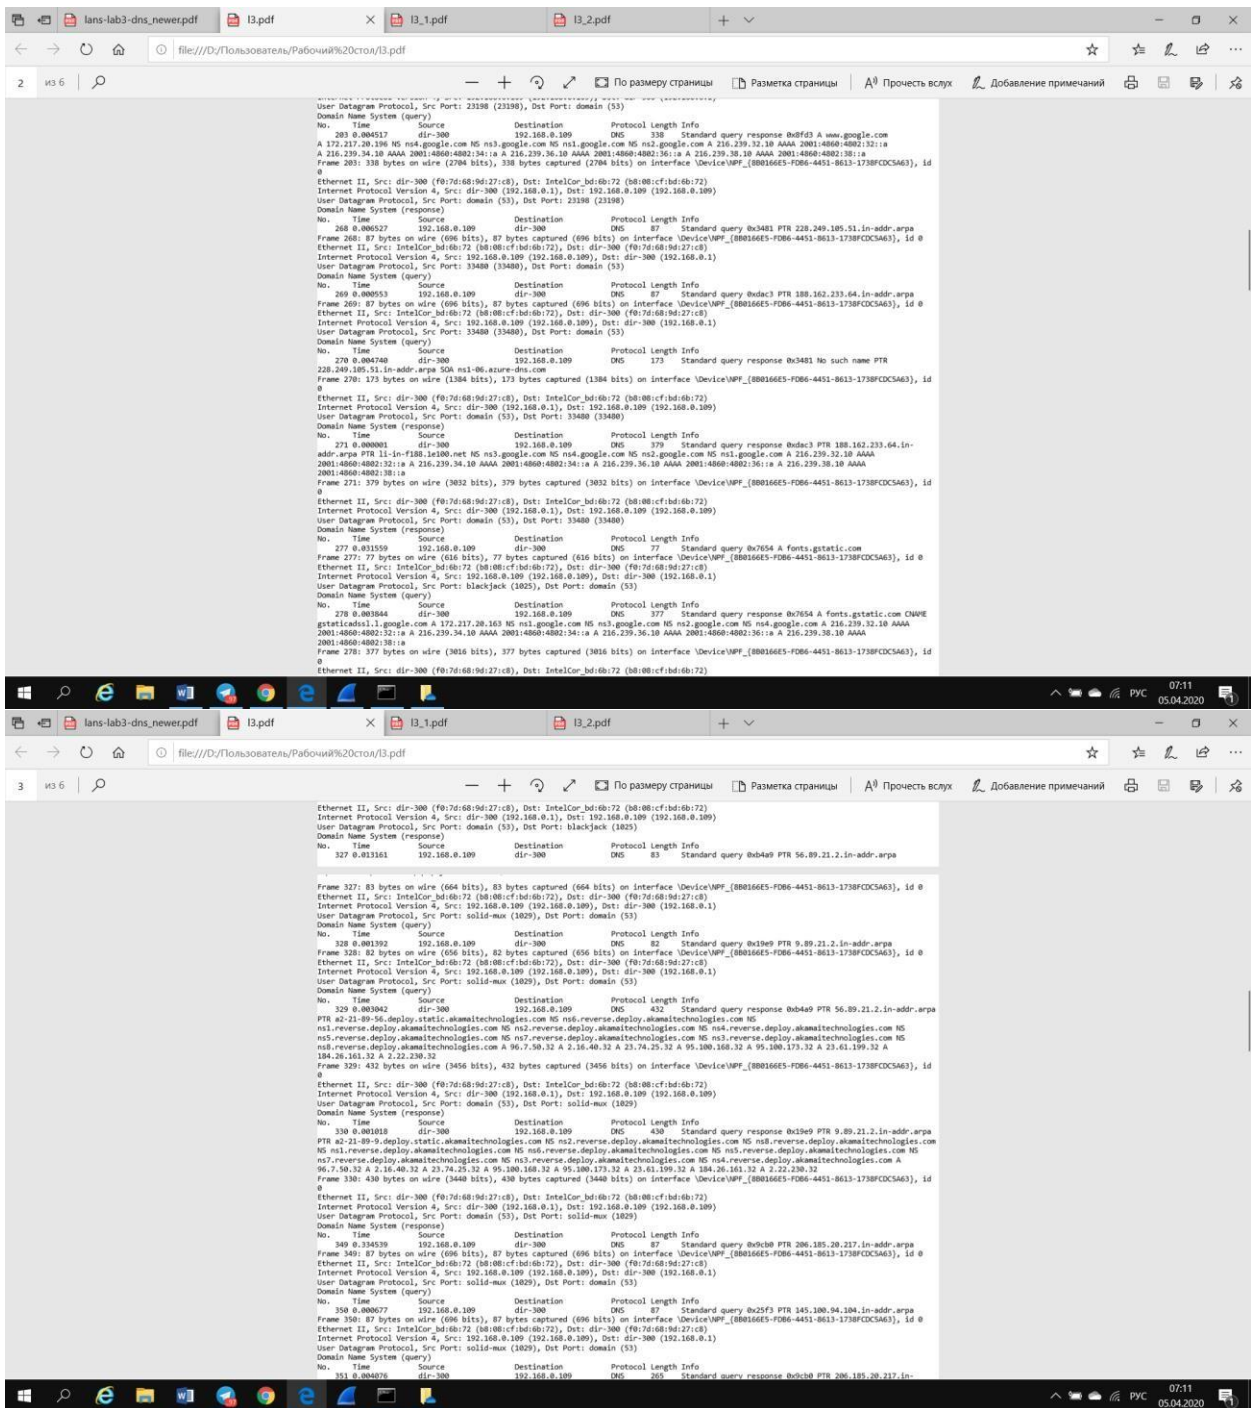 lans-lab3-dns_newer.pdf l3.pdf l3_1.pdf l3_2.pdf
file:///D:/Пользователь/Рабочий%20стол/l3.pdf
2 из 6 По размеру страницы Разметка страницы Прочесть вслух Добавление примечаний
User Datagram Protocol, Src Port: 23198 (23198), Dst Port: domain (53)
Domain Name System (query)
No. Time Source Destination Protocol Length Info
203 0.004517 dir-300 192.168.0.109 DNS 338 Standard query response 0x8fd3 A www.google.com
A 172.217.20.196 NS ns4.google.com NS ns3.google.com NS ns1.google.com NS ns2.google.com A 216.239.32.10 AAAA 2001:4860:4802:32::a
A 216.239.34.10 AAAA 2001:4860:4802:34::a A 216.239.36.10 AAAA 2001:4860:4802:36::a A 216.239.38.10 AAAA 2001:4860:4802:38::a
Frame 203: 338 bytes on wire (2704 bits), 338 bytes captured (2704 bits) on interface \Device\NPF_{8B0166E5-FDB6-4451-8613-1738FCDC5A63}, id
0
Ethernet II, Src: dir-300 (f0:7d:68:9d:27:c8), Dst: IntelCor_bd:6b:72 (b8:08:cf:bd:6b:72)
Internet Protocol Version 4, Src: dir-300 (192.168.0.1), Dst: 192.168.0.109 (192.168.0.109)
User Datagram Protocol, Src Port: domain (53), Dst Port: 23198 (23198)
Domain Name System (response)
No. Time Source Destination Protocol Length Info
268 0.006527 192.168.0.109 dir-300 DNS 87 Standard query 0x3481 PTR 228.249.105.51.in-addr.arpa
Frame 268: 87 bytes on wire (696 bits), 87 bytes captured (696 bits) on interface \Device\NPF_{8B0166E5-FDB6-4451-8613-1738FCDC5A63}, id 0
Ethernet II, Src: IntelCor_bd:6b:72 (b8:08:cf:bd:6b:72), Dst: dir-300 (f0:7d:68:9d:27:c8)
Internet Protocol Version 4, Src: 192.168.0.109 (192.168.0.109), Dst: dir-300 (192.168.0.1)
User Datagram Protocol, Src Port: 33480 (33480), Dst Port: domain (53)
Domain Name System (query)
No. Time Source Destination Protocol Length Info
269 0.000553 192.168.0.109 dir-300 DNS 87 Standard query 0xdac3 PTR 188.162.233.64.in-addr.arpa
Frame 269: 87 bytes on wire (696 bits), 87 bytes captured (696 bits) on interface \Device\NPF_{8B0166E5-FDB6-4451-8613-1738FCDC5A63}, id 0
Ethernet II, Src: IntelCor_bd:6b:72 (b8:08:cf:bd:6b:72), Dst: dir-300 (f0:7d:68:9d:27:c8)
Internet Protocol Version 4, Src: 192.168.0.109 (192.168.0.109), Dst: dir-300 (192.168.0.1)
User Datagram Protocol, Src Port: 33480 (33480), Dst Port: domain (53)
Domain Name System (query)
No. Time Source Destination Protocol Length Info
270 0.004740 dir-300 192.168.0.109 DNS 173 Standard query response 0x3481 No such name PTR
228.249.105.51.in-addr.arpa SOA ns1-06.azure-dns.com
Frame 270: 173 bytes on wire (1384 bits), 173 bytes captured (1384 bits) on interface \Device\NPF_{8B0166E5-FDB6-4451-8613-1738FCDC5A63}, id
0
Ethernet II, Src: dir-300 (f0:7d:68:9d:27:c8), Dst: IntelCor_bd:6b:72 (b8:08:cf:bd:6b:72)
Internet Protocol Version 4, Src: dir-300 (192.168.0.1), Dst: 192.168.0.109 (192.168.0.109)
User Datagram Protocol, Src Port: domain (53), Dst Port: 33480 (33480)
Domain Name System (response)
No. Time Source Destination Protocol Length Info
271 0.000001 dir-300 192.168.0.109 DNS 379 Standard query response 0xdac3 PTR 188.162.233.64.in-
addr.arpa PTR li-in-f188.1e100.net NS ns3.google.com NS ns4.google.com NS ns2.google.com NS ns1.google.com A 216.239.32.10 AAAA
2001:4860:4802:32::a A 216.239.34.10 AAAA 2001:4860:4802:34::a A 216.239.36.10 AAAA 2001:4860:4802:36::a A 216.239.38.10 AAAA
2001:4860:4802:38::a
Frame 271: 379 bytes on wire (3032 bits), 379 bytes captured (3032 bits) on interface \Device\NPF_{8B0166E5-FDB6-4451-8613-1738FCDC5A63}, id
0
Ethernet II, Src: dir-300 (f0:7d:68:9d:27:c8), Dst: IntelCor_bd:6b:72 (b8:08:cf:bd:6b:72)
Internet Protocol Version 4, Src: dir-300 (192.168.0.1), Dst: 192.168.0.109 (192.168.0.109)
User Datagram Protocol, Src Port: domain (53), Dst Port: 33480 (33480)
Domain Name System (response)
No. Time Source Destination Protocol Length Info
277 0.031559 192.168.0.109 dir-300 DNS 77 Standard query 0x7654 A fonts.gstatic.com
Frame 277: 77 bytes on wire (616 bits), 77 bytes captured (616 bits) on interface \Device\NPF_{8B0166E5-FDB6-4451-8613-1738FCDC5A63}, id 0
Ethernet II, Src: IntelCor_bd:6b:72 (b8:08:cf:bd:6b:72), Dst: dir-300 (f0:7d:68:9d:27:c8)
Internet Protocol Version 4, Src: 192.168.0.109 (192.168.0.109), Dst: dir-300 (192.168.0.1)
User Datagram Protocol, Src Port: blackjack (1025), Dst Port: domain (53)
Domain Name System (query)
No. Time Source Destination Protocol Length Info
278 0.003844 dir-300 192.168.0.109 DNS 377 Standard query response 0x7654 A fonts.gstatic.com CNAME
gstaticadssl.l.google.com A 172.217.20.163 NS ns1.google.com NS ns3.google.com NS ns2.google.com NS ns4.google.com A 216.239.32.10 AAAA
2001:4860:4802:32::a A 216.239.34.10 AAAA 2001:4860:4802:34::a A 216.239.36.10 AAAA 2001:4860:4802:36::a A 216.239.38.10 AAAA
2001:4860:4802:38::a
Frame 278: 377 bytes on wire (3016 bits), 377 bytes captured (3016 bits) on interface \Device\NPF_{8B0166E5-FDB6-4451-8613-1738FCDC5A63}, id
0
Ethernet II, Src: dir-300 (f0:7d:68:9d:27:c8), Dst: IntelCor_bd:6b:72 (b8:08:cf:bd:6b:72)
РУС 07:11
05.04.2020
lans-lab3-dns_newer.pdf l3.pdf l3_1.pdf l3_2.pdf
file:///D:/Пользователь/Рабочий%20стол/l3.pdf
3 из 6 По размеру страницы Разметка страницы Прочесть вслух Добавление примечаний
Ethernet II, Src: dir-300 (f0:7d:68:9d:27:c8), Dst: IntelCor_bd:6b:72 (b8:08:cf:bd:6b:72)
Internet Protocol Version 4, Src: dir-300 (192.168.0.1), Dst: 192.168.0.109 (192.168.0.109)
User Datagram Protocol, Src Port: domain (53), Dst Port: blackjack (1025)
Domain Name System (response)
No. Time Source Destination Protocol Length Info
327 0.013161 192.168.0.109 dir-300 DNS 83 Standard query 0xb4a9 PTR 56.89.21.2.in-addr.arpa
Frame 327: 83 bytes on wire (664 bits), 83 bytes captured (664 bits) on interface \Device\NPF_{8B0166E5-FDB6-4451-8613-1738FCDC5A63}, id 0
Ethernet II, Src: IntelCor_bd:6b:72 (b8:08:cf:bd:6b:72), Dst: dir-300 (f0:7d:68:9d:27:c8)
Internet Protocol Version 4, Src: 192.168.0.109 (192.168.0.109), Dst: dir-300 (192.168.0.1)
User Datagram Protocol, Src Port: solid-mux (1029), Dst Port: domain (53)
Domain Name System (query)
No. Time Source Destination Protocol Length Info
328 0.001392 192.168.0.109 dir-300 DNS 82 Standard query 0x19e9 PTR 9.89.21.2.in-addr.arpa
Frame 328: 82 bytes on wire (656 bits), 82 bytes captured (656 bits) on interface \Device\NPF_{8B0166E5-FDB6-4451-8613-1738FCDC5A63}, id 0
Ethernet II, Src: IntelCor_bd:6b:72 (b8:08:cf:bd:6b:72), Dst: dir-300 (f0:7d:68:9d:27:c8)
Internet Protocol Version 4, Src: 192.168.0.109 (192.168.0.109), Dst: dir-300 (192.168.0.1)
User Datagram Protocol, Src Port: solid-mux (1029), Dst Port: domain (53)
Domain Name System (query)
No. Time Source Destination Protocol Length Info
329 0.003042 dir-300 192.168.0.109 DNS 432 Standard query response 0xb4a9 PTR 56.89.21.2.in-addr.arpa
PTR a2-21-89-56.deploy.static.akamaitechnologies.com NS ns6.reverse.deploy.akamaitechnologies.com NS
ns1.reverse.deploy.akamaitechnologies.com NS ns2.reverse.deploy.akamaitechnologies.com NS ns4.reverse.deploy.akamaitechnologies.com NS
ns5.reverse.deploy.akamaitechnologies.com NS ns7.reverse.deploy.akamaitechnologies.com NS ns3.reverse.deploy.akamaitechnologies.com NS
ns8.reverse.deploy.akamaitechnologies.com A 96.7.50.32 A 2.16.40.32 A 23.74.25.32 A 95.100.168.32 A 95.100.173.32 A 23.61.199.32 A
184.26.161.32 A 2.22.230.32
Frame 329: 432 bytes on wire (3456 bits), 432 bytes captured (3456 bits) on interface \Device\NPF_{8B0166E5-FDB6-4451-8613-1738FCDC5A63}, id
0
Ethernet II, Src: dir-300 (f0:7d:68:9d:27:c8), Dst: IntelCor_bd:6b:72 (b8:08:cf:bd:6b:72)
Internet Protocol Version 4, Src: dir-300 (192.168.0.1), Dst: 192.168.0.109 (192.168.0.109)
User Datagram Protocol, Src Port: domain (53), Dst Port: solid-mux (1029)
Domain Name System (response)
No. Time Source Destination Protocol Length Info
330 0.001018 dir-300 192.168.0.109 DNS 430 Standard query response 0x19e9 PTR 9.89.21.2.in-addr.arpa
PTR a2-21-89-9.deploy.static.akamaitechnologies.com NS ns2.reverse.deploy.akamaitechnologies.com NS ns8.reverse.deploy.akamaitechnologies.com
NS ns1.reverse.deploy.akamaitechnologies.com NS ns6.reverse.deploy.akamaitechnologies.com NS ns5.reverse.deploy.akamaitechnologies.com NS
ns7.reverse.deploy.akamaitechnologies.com NS ns3.reverse.deploy.akamaitechnologies.com NS ns4.reverse.deploy.akamaitechnologies.com A
96.7.50.32 A 2.16.40.32 A 23.74.25.32 A 95.100.168.32 A 95.100.173.32 A 23.61.199.32 A 184.26.161.32 A 2.22.230.32
Frame 330: 430 bytes on wire (3440 bits), 430 bytes captured (3440 bits) on interface \Device\NPF_{8B0166E5-FDB6-4451-8613-1738FCDC5A63}, id
0
Ethernet II, Src: dir-300 (f0:7d:68:9d:27:c8), Dst: IntelCor_bd:6b:72 (b8:08:cf:bd:6b:72)
Internet Protocol Version 4, Src: dir-300 (192.168.0.1), Dst: 192.168.0.109 (192.168.0.109)
User Datagram Protocol, Src Port: domain (53), Dst Port: solid-mux (1029)
Domain Name System (response)
No. Time Source Destination Protocol Length Info
349 0.334539 192.168.0.109 dir-300 DNS 87 Standard query 0x9cb0 PTR 206.185.20.217.in-addr.arpa
Frame 349: 87 bytes on wire (696 bits), 87 bytes captured (696 bits) on interface \Device\NPF_{8B0166E5-FDB6-4451-8613-1738FCDC5A63}, id 0
Ethernet II, Src: IntelCor_bd:6b:72 (b8:08:cf:bd:6b:72), Dst: dir-300 (f0:7d:68:9d:27:c8)
Internet Protocol Version 4, Src: 192.168.0.109 (192.168.0.109), Dst: dir-300 (192.168.0.1)
User Datagram Protocol, Src Port: solid-mux (1029), Dst Port: domain (53)
Domain Name System (query)
No. Time Source Destination Protocol Length Info
350 0.000677 192.168.0.109 dir-300 DNS 87 Standard query 0x25f3 PTR 145.100.94.104.in-addr.arpa
Frame 350: 87 bytes on wire (696 bits), 87 bytes captured (696 bits) on interface \Device\NPF_{8B0166E5-FDB6-4451-8613-1738FCDC5A63}, id 0
Ethernet II, Src: IntelCor_bd:6b:72 (b8:08:cf:bd:6b:72), Dst: dir-300 (f0:7d:68:9d:27:c8)
Internet Protocol Version 4, Src: 192.168.0.109 (192.168.0.109), Dst: dir-300 (192.168.0.1)
User Datagram Protocol, Src Port: solid-mux (1029), Dst Port: domain (53)
Domain Name System (query)
No. Time Source Destination Protocol Length Info
351 0.004076 dir-300 192.168.0.109 DNS 265 Standard query response 0x9cb0 PTR 206.185.20.217.in-
РУС 07:11
05.04.2020